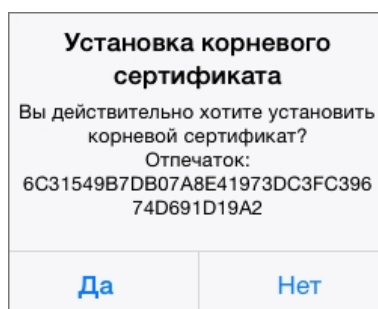 Установка корневого
сертификата
Вы действительно хотите установить
корневой сертификат?
Отпечаток:
6C31549B7DB07A8E41973DC3FC396
74D691D19A2
Да
Нет